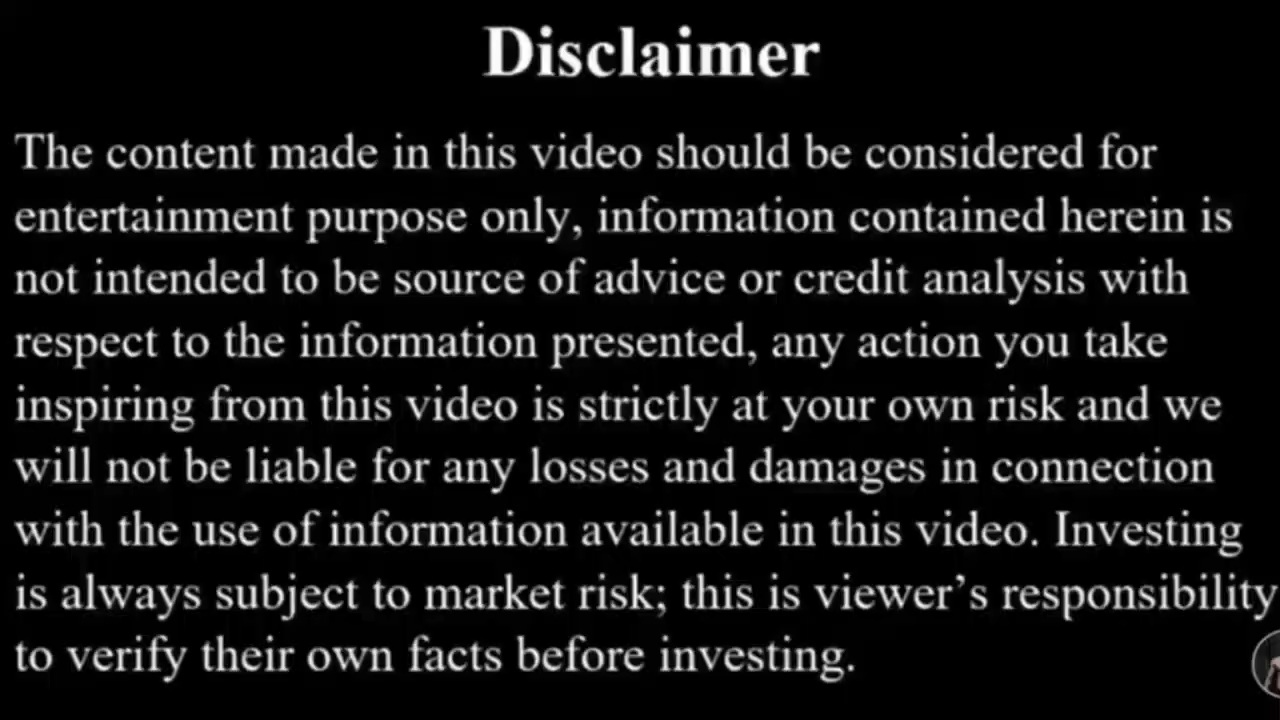 Disclaimer
The content made in this video should be considered for
entertainment purpose only, information contained herein is
not intended to be source of advice or credit analysis with
respect to the information presented, any action you take
inspiring from this video is strictly at your own risk and we
will not be liable for any losses and damages in connection
with the use of information available in this video. Investing
is always subject to market risk; this is viewer’s responsibility
to verify their own facts before investing.